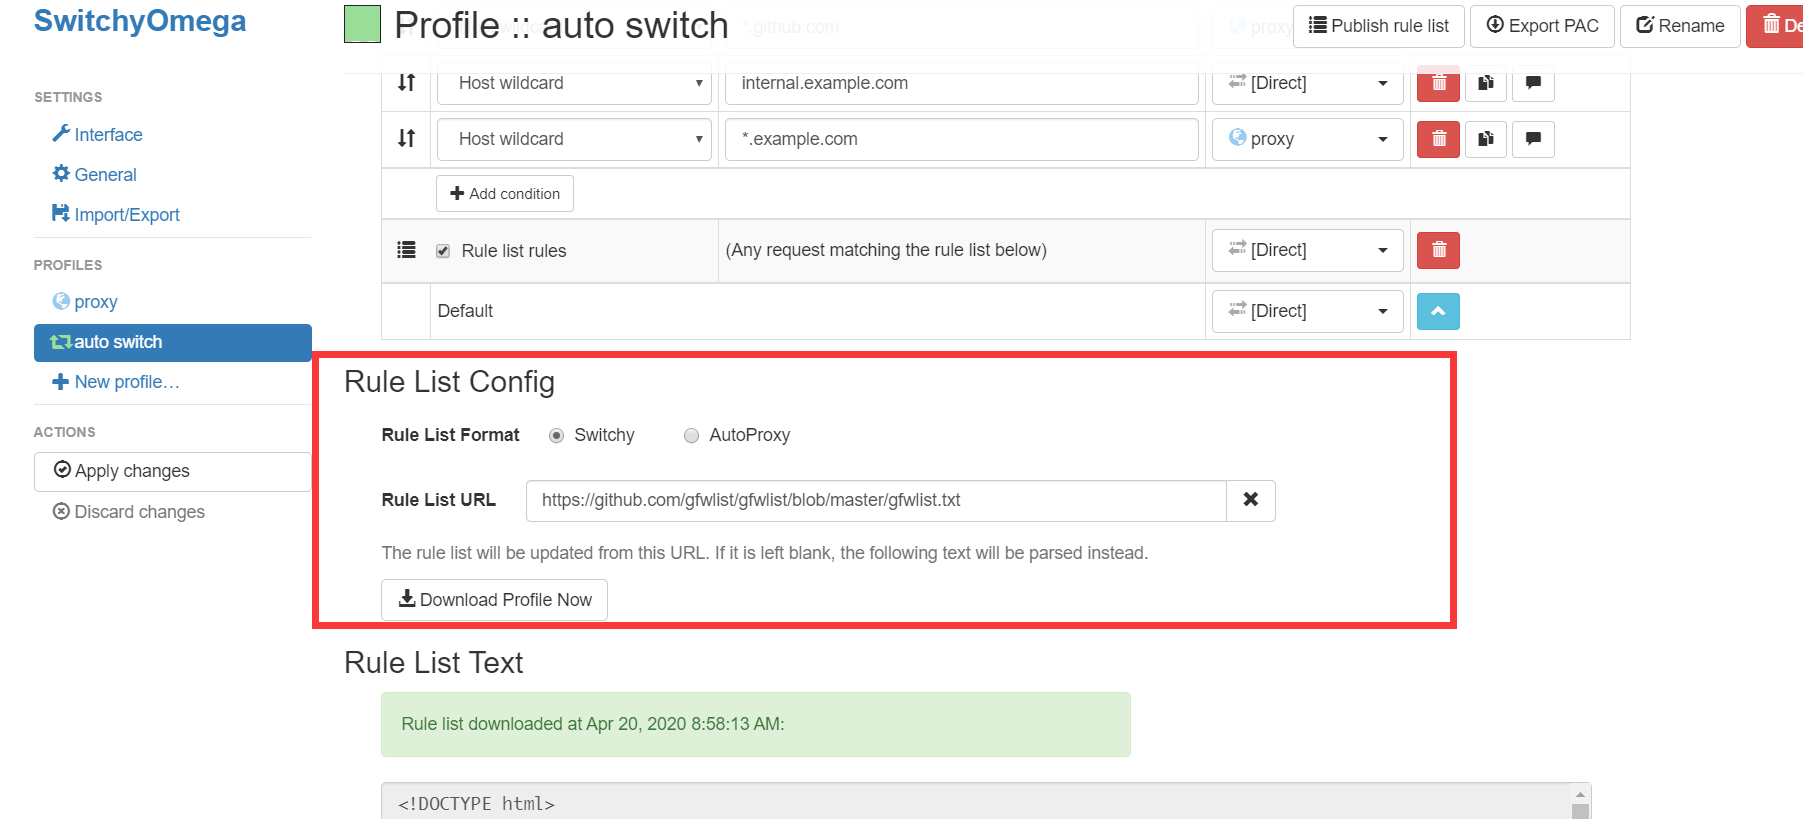 SwitchyOmega
SETTINGS
Interface
General
Import/Export
PROFILES
proxy
auto switch
New profile…
ACTIONS
Apply changes
Discard changes
Profile :: auto switch
Publish rule list
Export PAC
Rename
De
*.github.com
proxy
Host wildcard internal.example.com [Direct]
Host wildcard *.example.com proxy
Add condition
Rule list rules (Any request matching the rule list below) [Direct]
Default [Direct]
Rule List Config
Rule List Format Switchy AutoProxy
Rule List URL https://github.com/gfwlist/gfwlist/blob/master/gfwlist.txt
The rule list will be updated from this URL. If it is left blank, the following text will be parsed instead.
Download Profile Now
Rule List Text
Rule list downloaded at Apr 20, 2020 8:58:13 AM:
<!DOCTYPE html>